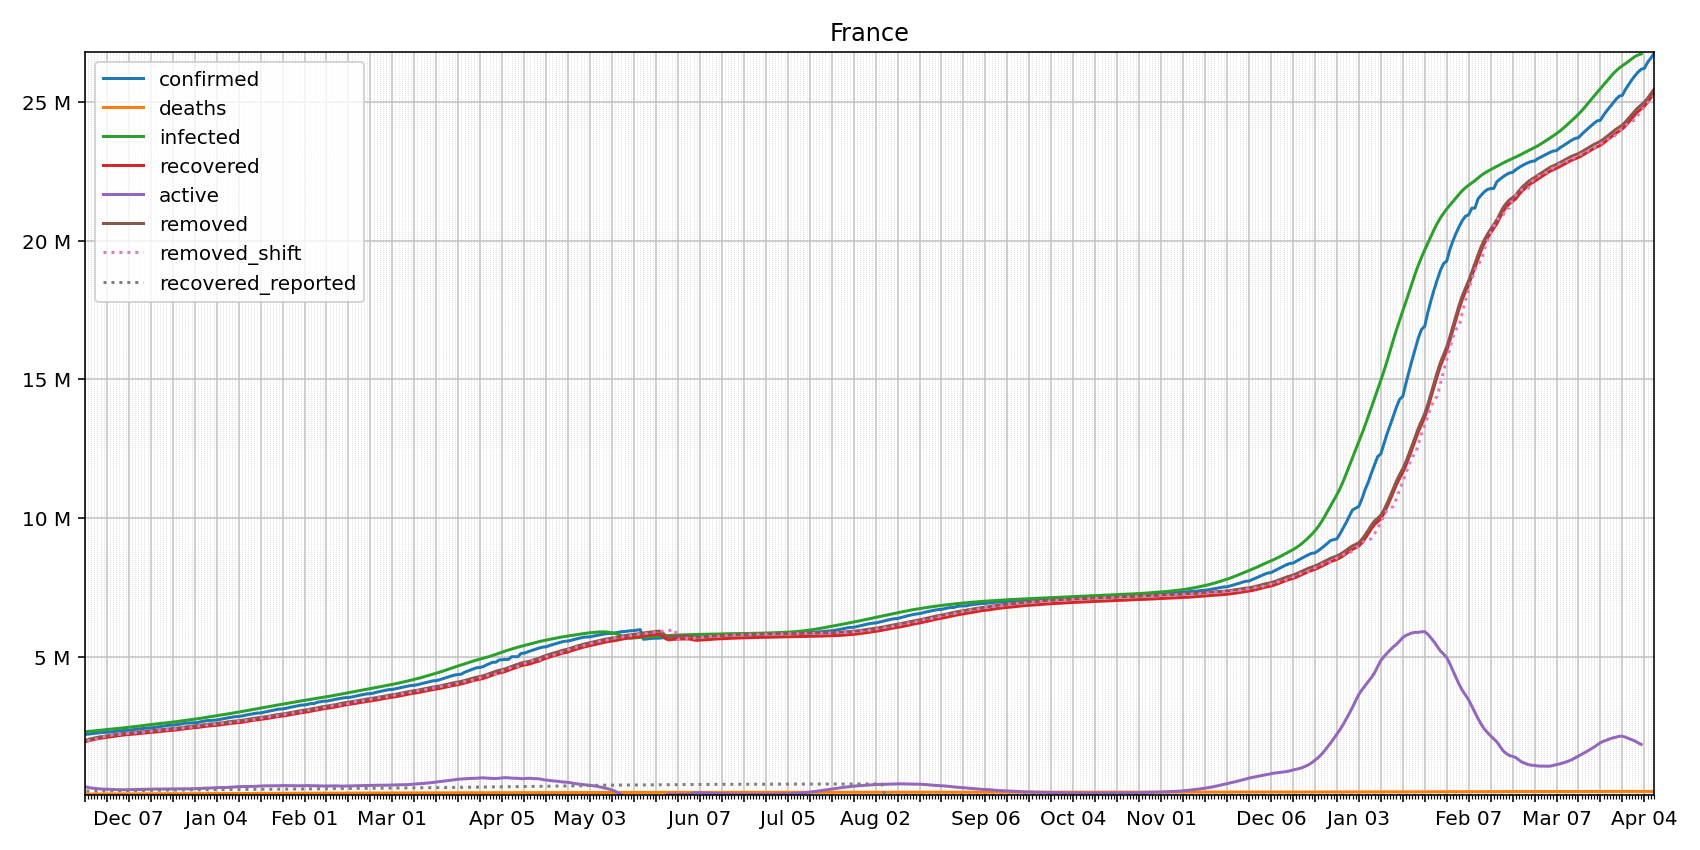 France
confirmed
deaths
infected
recovered
active
removed
removed_shift
recovered_reported
25 M
20 M
15 M
10 M
5 M
Dec 07 Jan 04 Feb 01 Mar 01 Apr 05 May 03 Jun 07 Jul 05 Aug 02 Sep 06 Oct 04 Nov 01 Dec 06 Jan 03 Feb 07 Mar 07 Apr 04